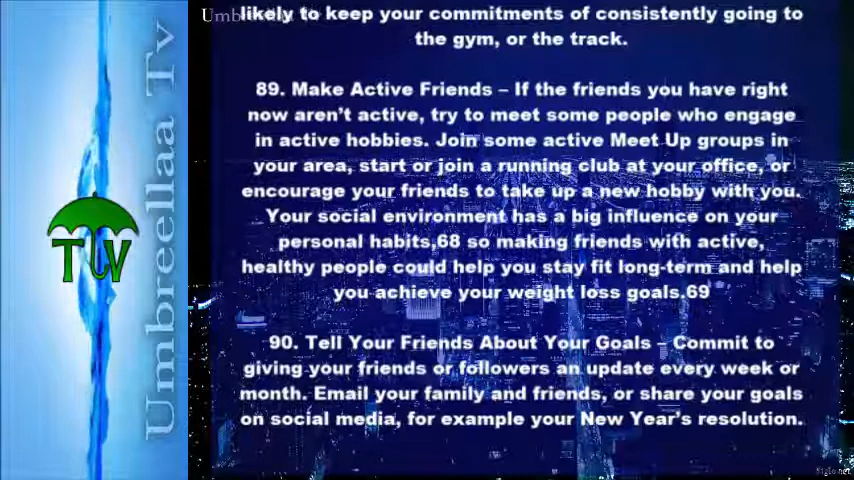 likely to keep your commitments of consistently going to
the gym, or the track.
89. Make Active Friends – If the friends you have right
now aren't active, try to meet some people who engage
in active hobbies. Join some active Meet Up groups in
your area, start or join a running club at your office, or
encourage your friends to take up a new hobby with you.
Your social environment has a big influence on your
personal habits,68 so making friends with active,
healthy people could help you stay fit long-term and help
you achieve your weight loss goals.69
90. Tell Your Friends About Your Goals – Commit to
giving your friends or followers an update every week or
month. Email your family and friends, or share your goals
on social media, for example your New Year's resolution.
Umbreellaa Tv
TV